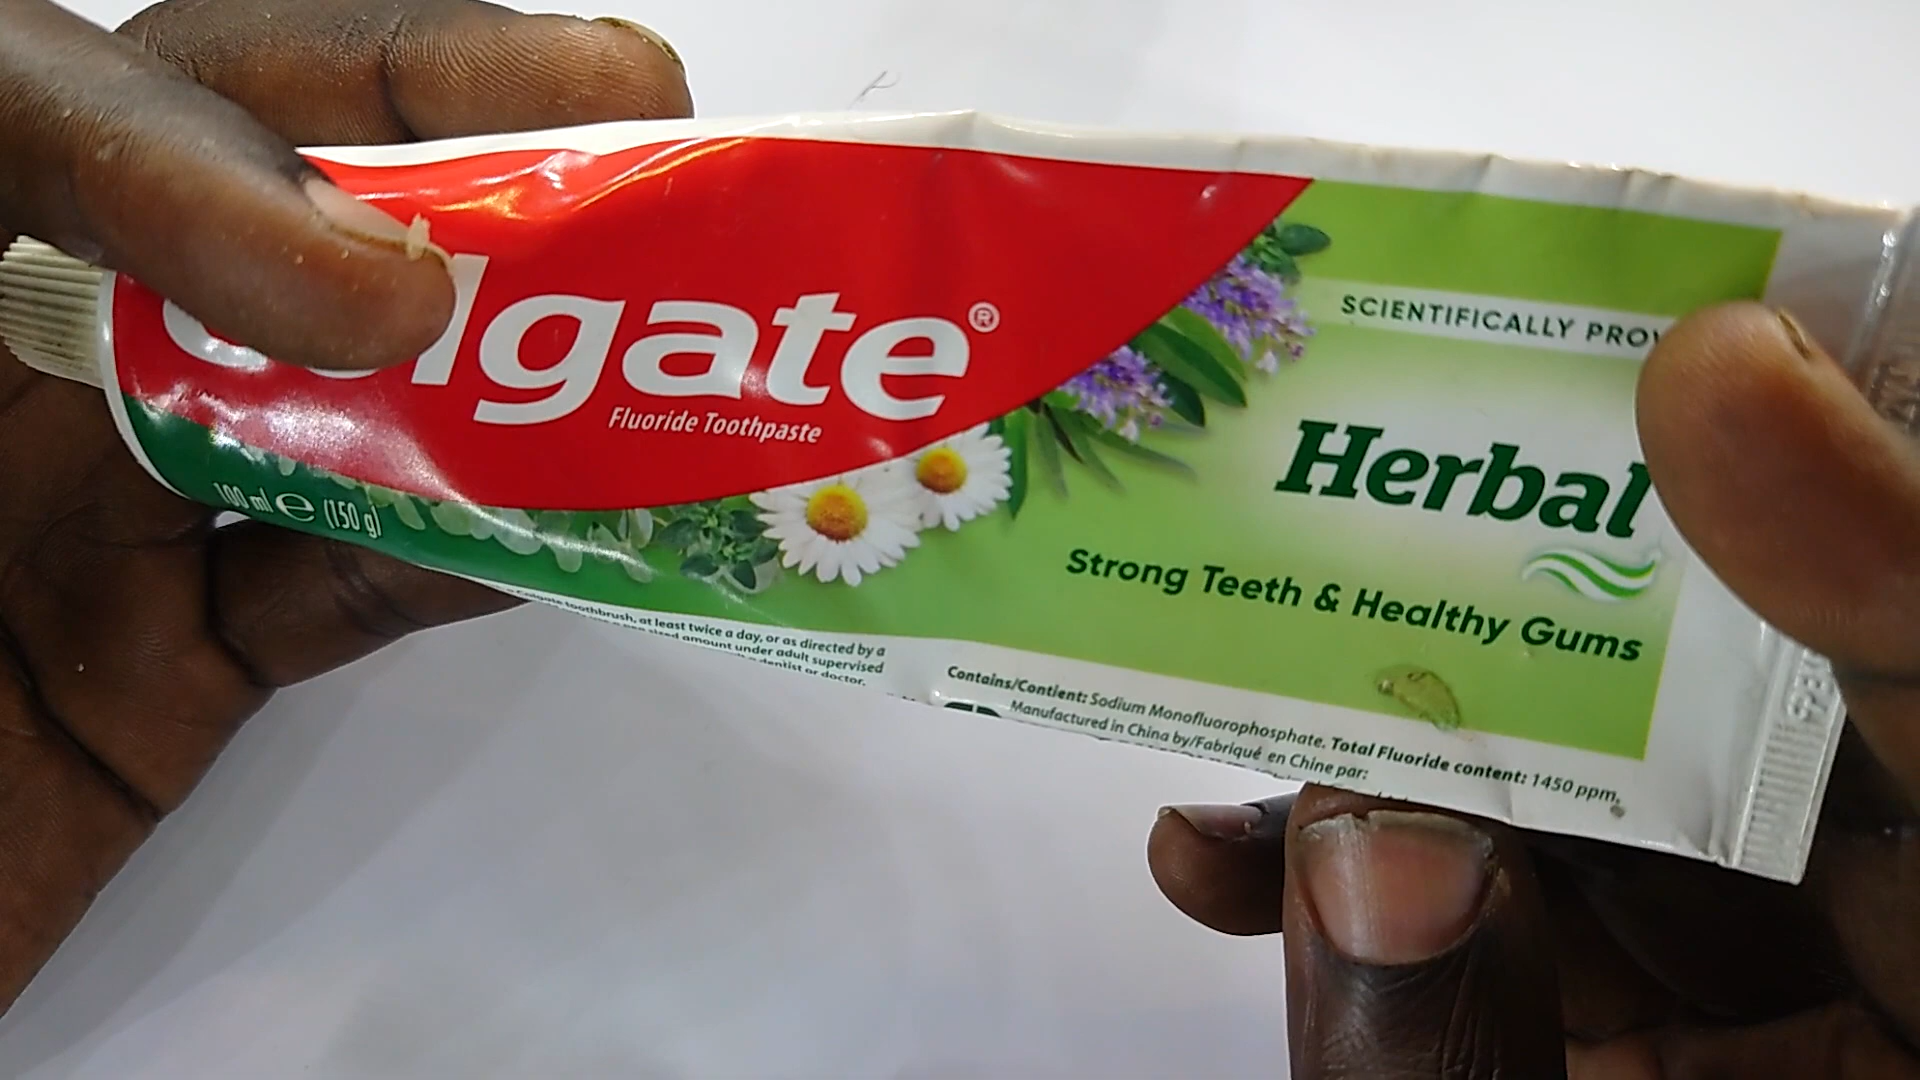 Colgate®
Fluoride Toothpaste
100 ml e (150 g)
SCIENTIFICALLY
Herbal
Strong Teeth & Healthy Gums
Colgate toothbrush, at least twice a day, or as directed by a
amount under adult supervised
dentist or doctor.
Contains/Contient: Sodium Monofluorophosphate. Total Fluoride content: 1450 ppm.
Manufactured in China by/Fabriqué en Chine par: